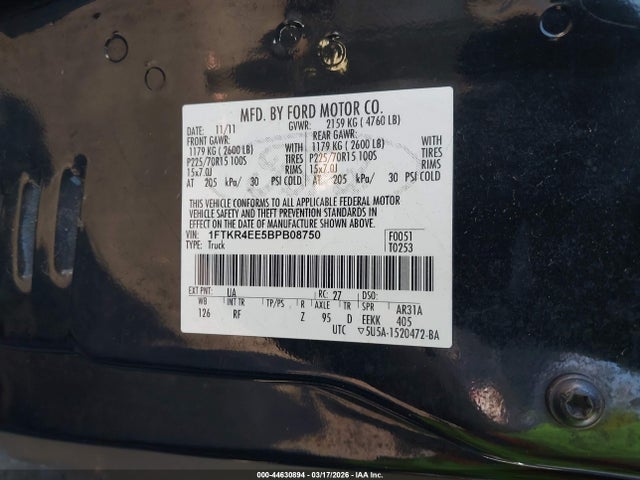 MFD. BY FORD MOTOR CO.
DATE: 11/11 GVWR: 2159 KG ( 4760 LB)
FRONT GAWR: REAR GAWR:
1179 KG ( 2600 LB) WITH 1179 KG ( 2600 LB) WITH
P225/70R15 100S TIRES P225/70R15 100S TIRES
15x7.0J RIMS 15x7.0J RIMS
AT 205 kPa/ 30 PSI COLD AT 205 kPa/ 30 PSI COLD
THIS VEHICLE CONFORMS TO ALL APPLICABLE FEDERAL MOTOR
VEHICLE SAFETY AND THEFT PREVENTION STANDARDS IN
EFFECT ON THE DATE OF MANUFACTURE SHOWN ABOVE.
VIN: 1FTKR4EE5BPB08750 F0051
TYPE: Truck T0253
EXT PNT: UA RC: 27 DSO:
WB INT TR TP/PS R AXLE TR SPR AR31A
126 RF Z 95 D EEKK 405
UTC ▽5U5A-1520472-BA
000-44630894 - 03/17/2026 - IAA Inc.